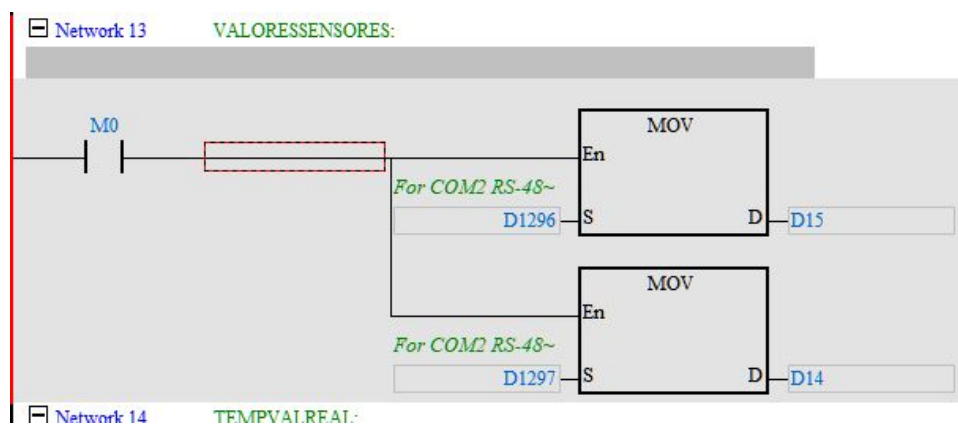 Network 13 VALORESSENSORES:
M0
MOV
En
For COM2 RS-48~
D1296 S D D15
MOV
En
For COM2 RS-48~
D1297 S D D14
Network 14 TEMPVALREAL: